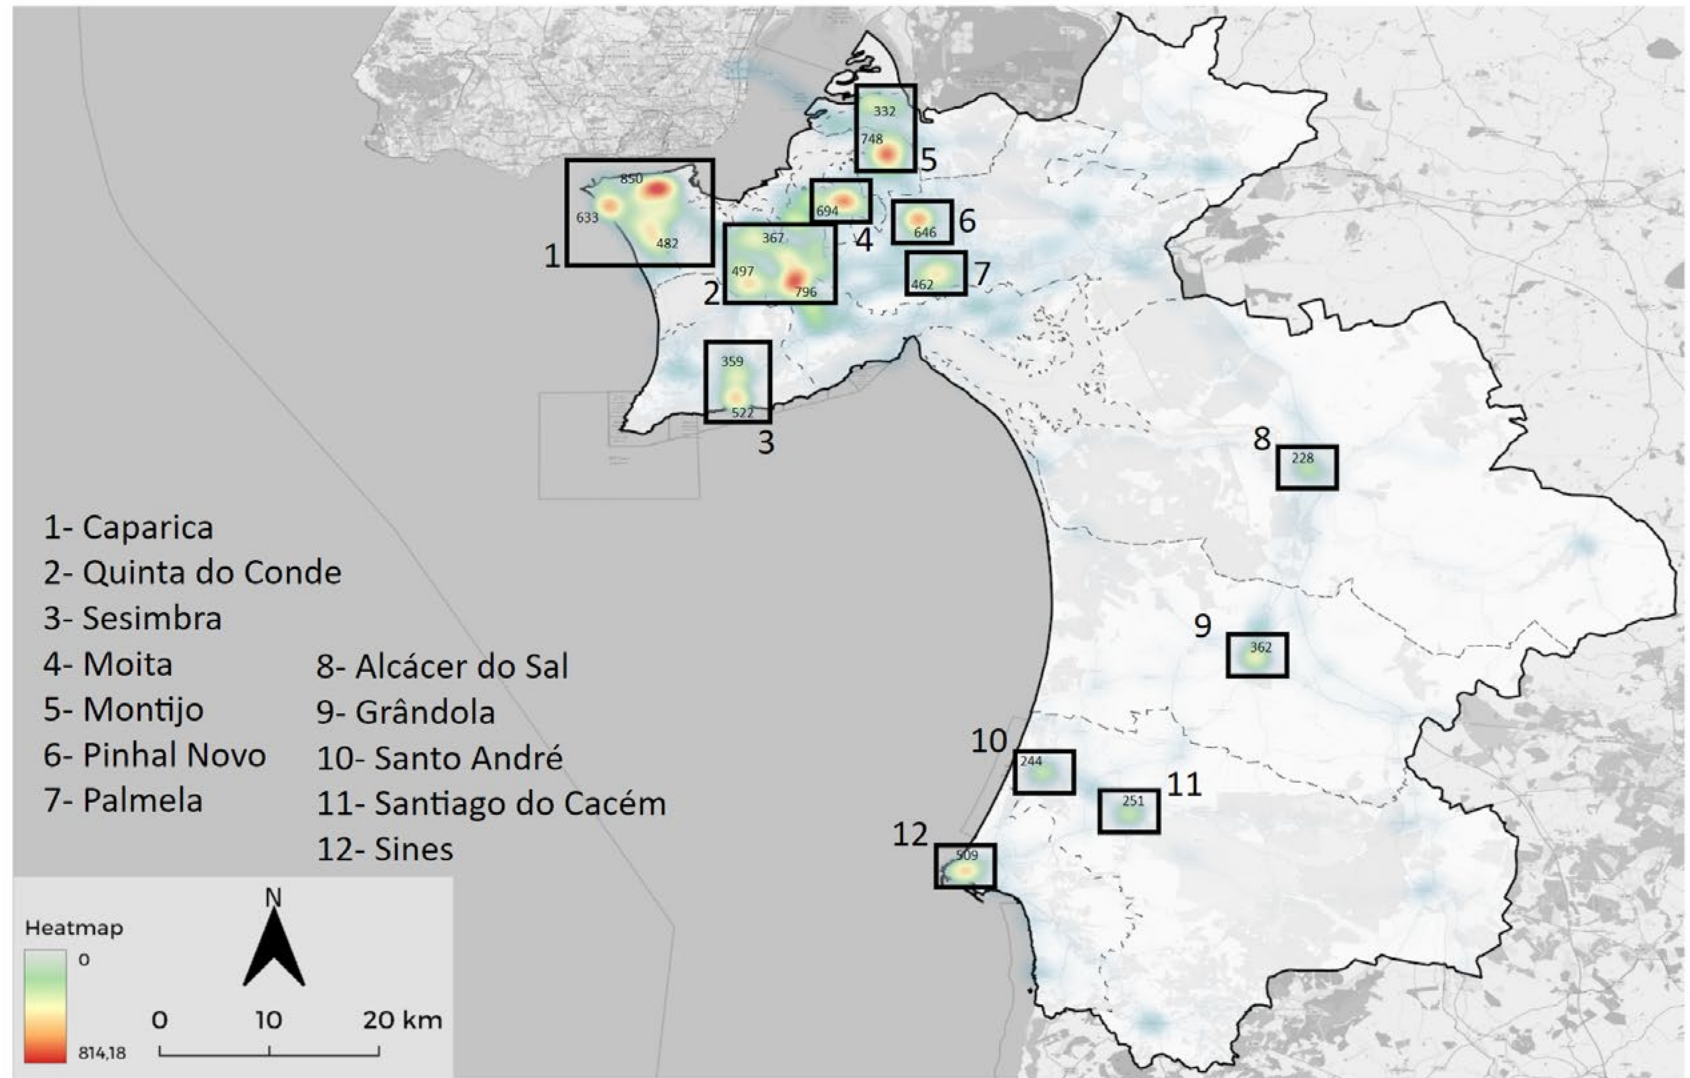 332
748
5
850
633
482
1
694
4
646
6
367
497
796
2
462
7
359
522
3
8
228
9
362
10
244
251
11
12
509
1- Caparica
2- Quinta do Conde
3- Sesimbra
4- Moita
5- Montijo
6- Pinhal Novo
7- Palmela
8- Alcácer do Sal
9- Grândola
10- Santo André
11- Santiago do Cacém
12- Sines
Heatmap
0
814,18
N
0 10 20 km